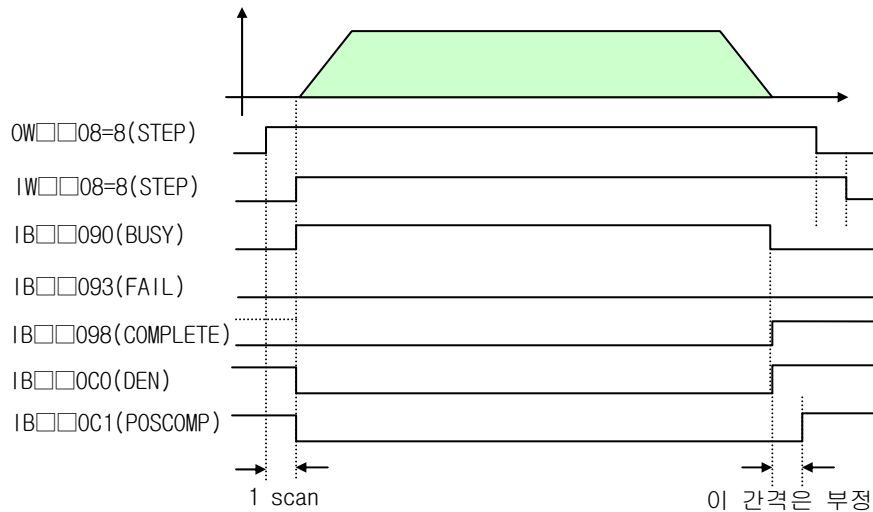 OW□□08=8(STEP)
IW□□08=8(STEP)
IB□□090(BUSY)
IB□□093(FAIL)
IB□□098(COMPLETE)
IB□□0C0(DEN)
IB□□0C1(POSCOMP)
1 scan
이 간격은 부정